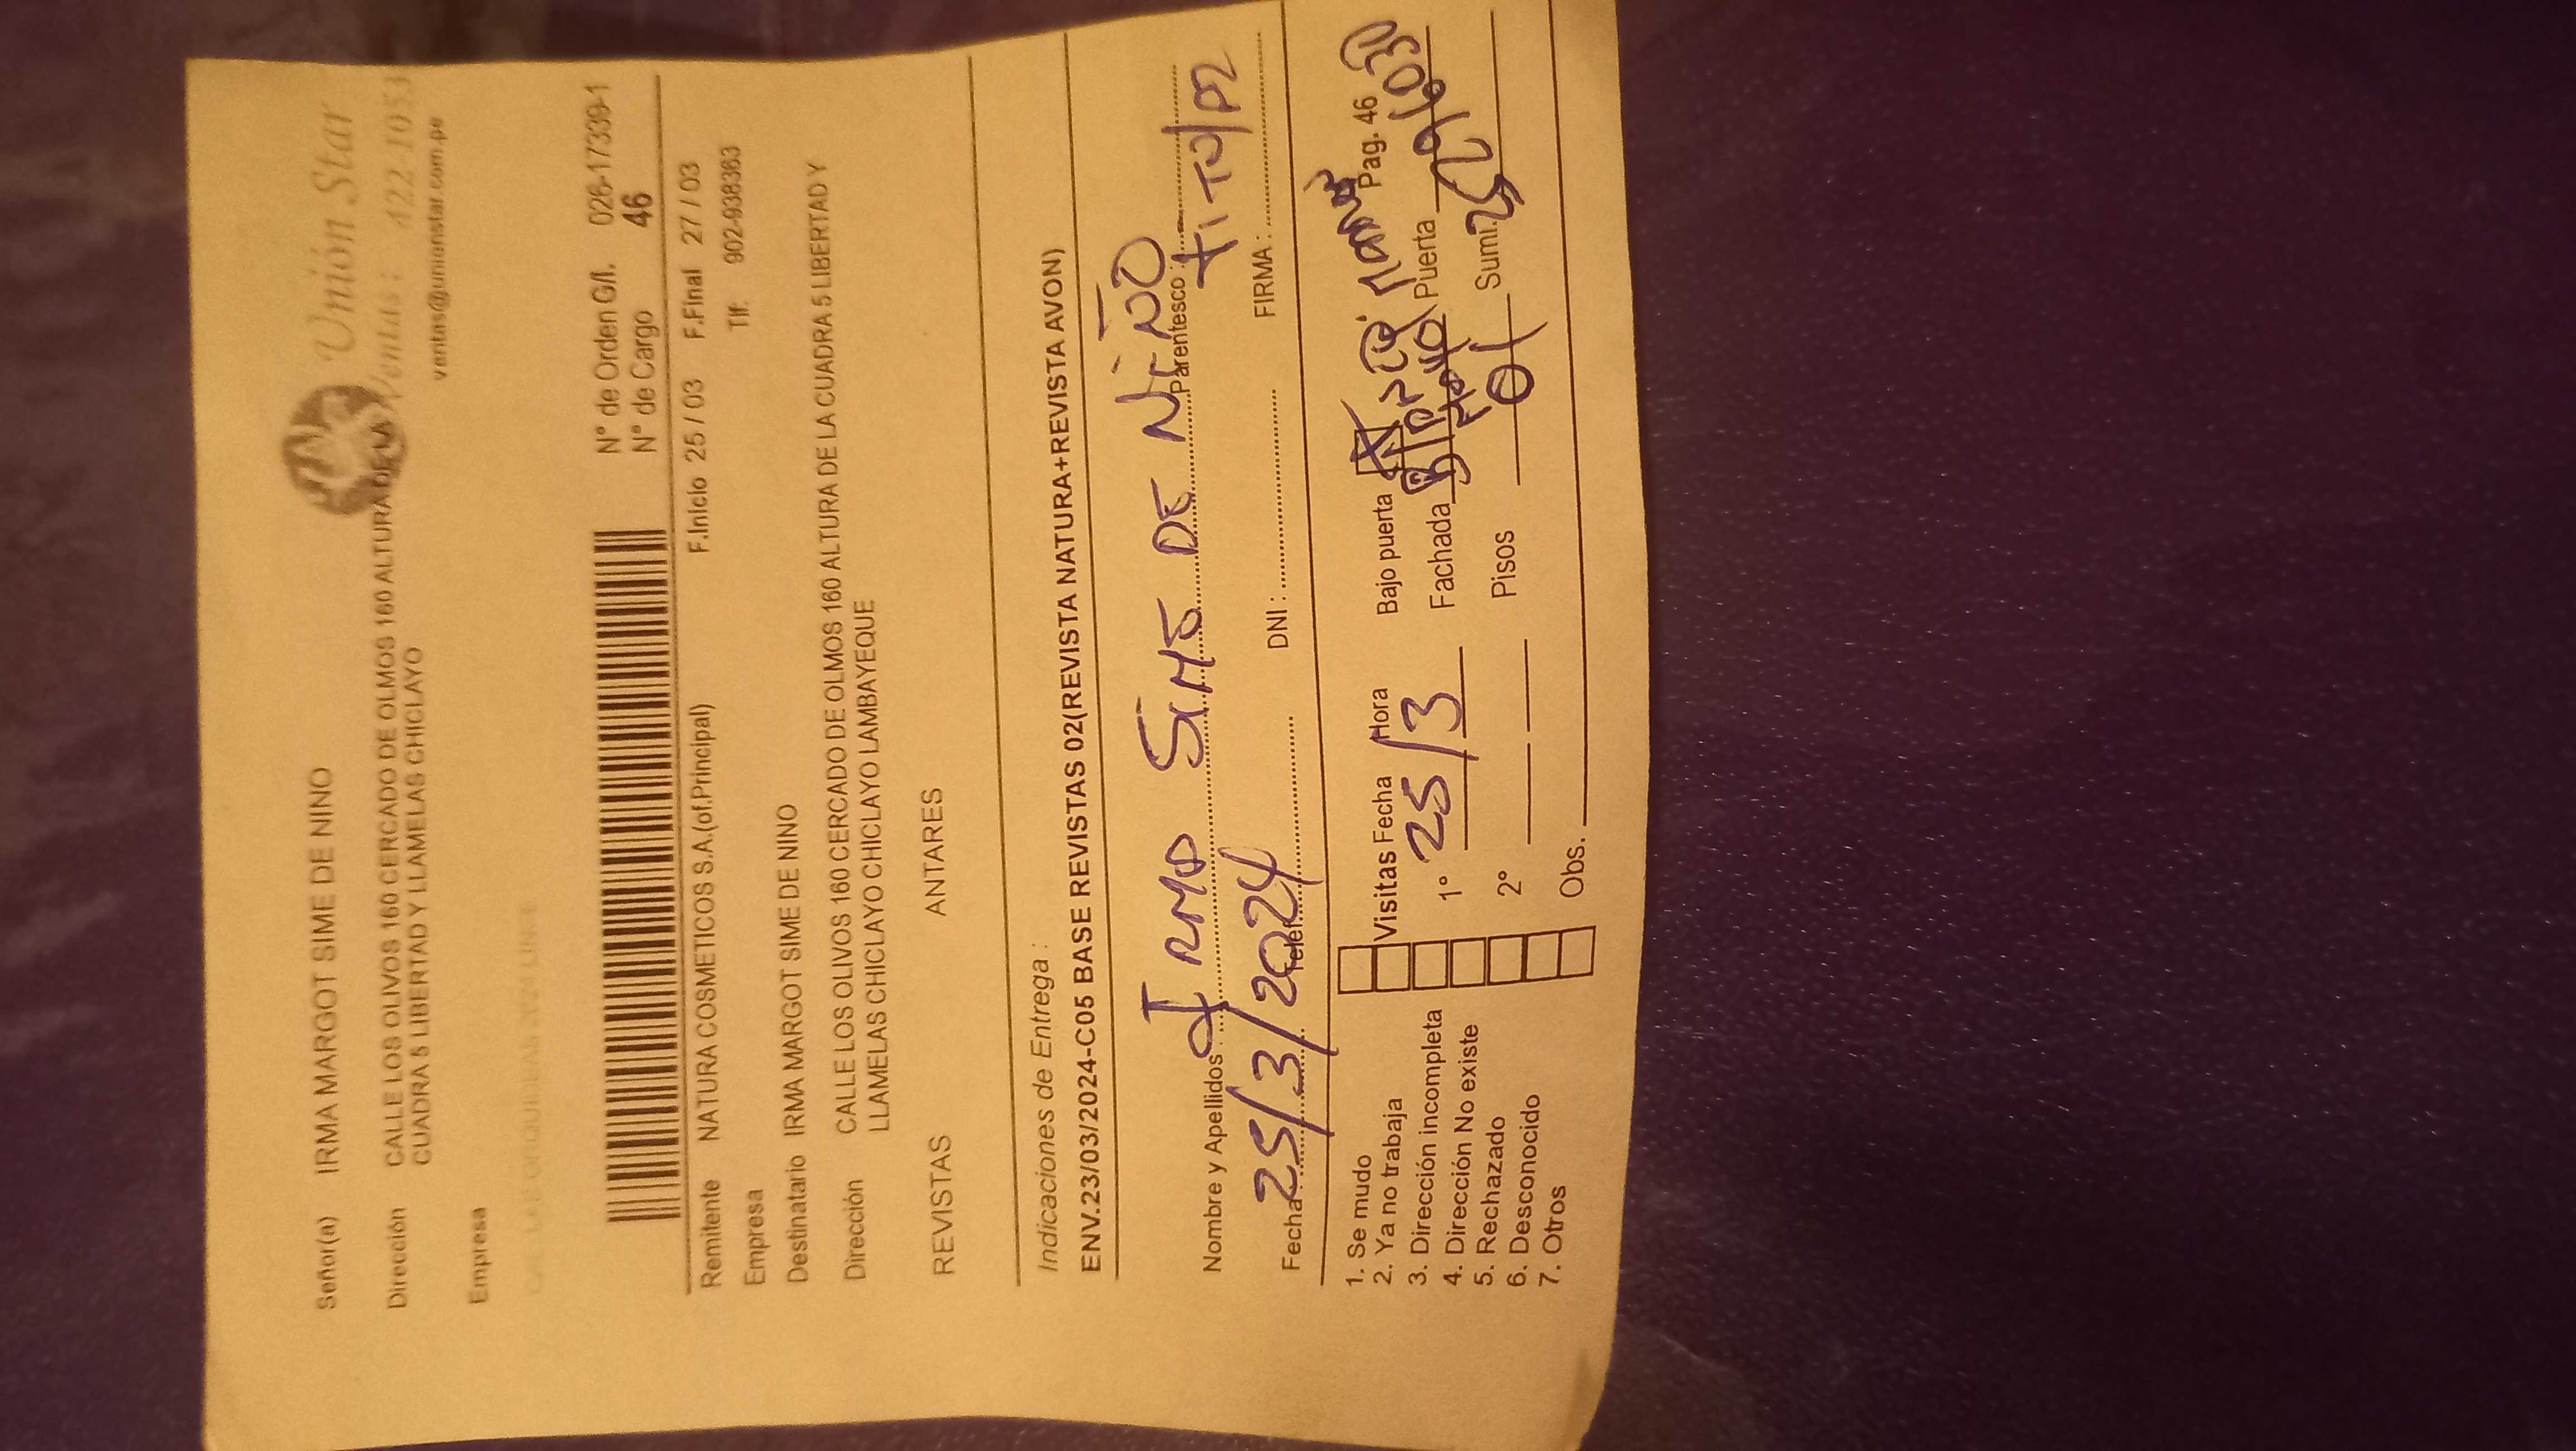 Unión Star
Ventas: 422-1053
ventas@unionstar.com.pe
Señor(a) IRMA MARGOT SIME DE NINO
Dirección CALLE LOS OLIVOS 160 CERCADO DE OLMOS 160 ALTURA DE LA
CUADRA 5 LIBERTAD Y LLAMELAS CHICLAYO
Empresa
N° de Orden G/I. 026-17339-1
N° de Cargo 46
Remitente NATURA COSMETICOS S.A.(of.Principal) F.Inicio 25 / 03 F.Final 27 / 03
Empresa Tlf: 902-938363
Destinatario IRMA MARGOT SIME DE NINO
Dirección CALLE LOS OLIVOS 160 CERCADO DE OLMOS 160 ALTURA DE LA CUADRA 5 LIBERTAD Y
LLAMELAS CHICLAYO CHICLAYO LAMBAYEQUE
REVISTAS ANTARES
Indicaciones de Entrega :
ENV.23/03/2024-C05 BASE REVISTAS 02(REVISTA NATURA+REVISTA AVON)
Nombre y Apellidos : Irma Sime DE NIÑO Parentesco : TiTulAR
Fecha 25/3/2024 Telef. DNI : FIRMA :
1. Se mudo
2. Ya no trabaja
3. Dirección incompleta
4. Dirección No existe
5. Rechazado
6. Desconocido
7. Otros
Visitas Fecha Hora Bajo puerta X Pag. 46
1° 25/3 Fachada Puerta
2° Pisos 01 Sumi.
Obs.